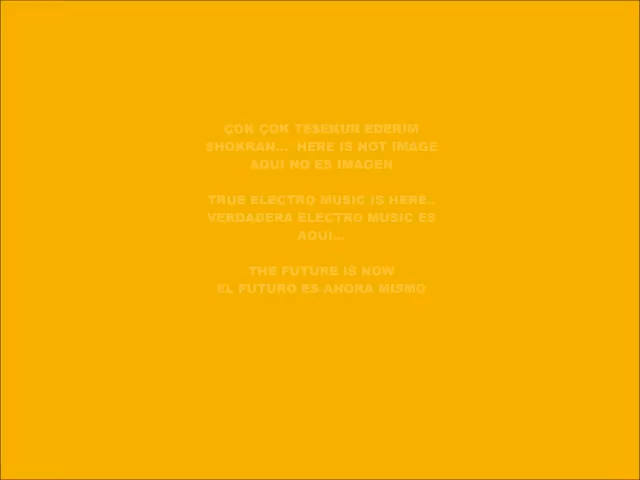 ÇOK ÇOK TEŞEKUR EDERİM
SHOKRAN... HERE IS NOT IMAGE
AQUI NO ES IMAGEN
TRUE ELECTRO MUSIC IS HERE..
VERDADERA ELECTRO MUSIC ES
AQUI...
THE FUTURE IS NOW
EL FUTURO ES AHORA MISMO